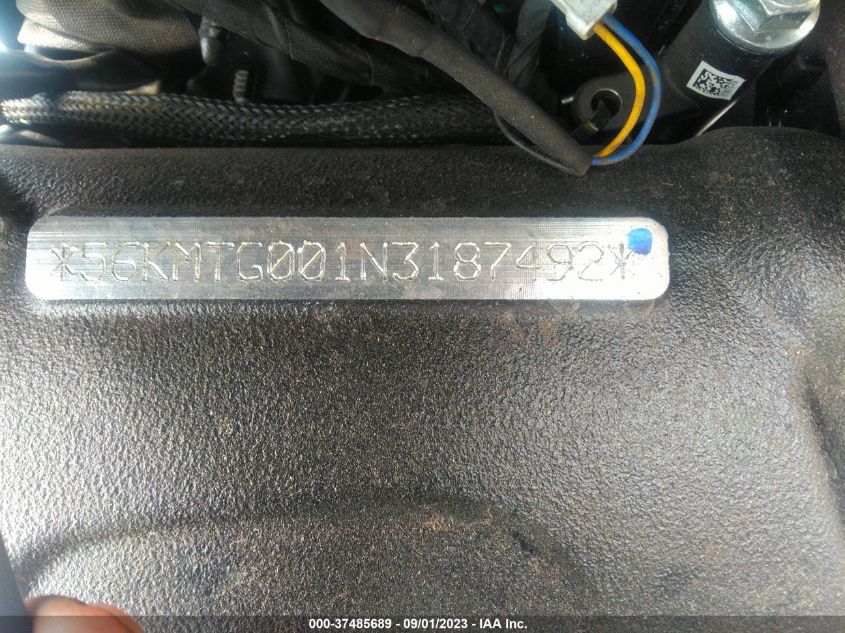 *56KMTG001N3187492*
000-37485689 - 09/01/2023 - IAA Inc.